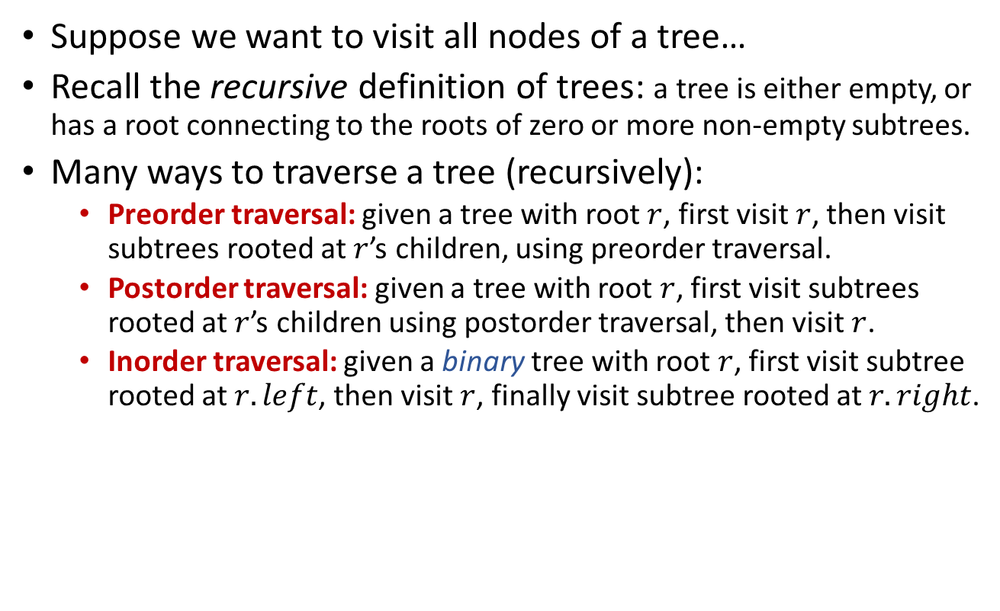 • Suppose we want to visit all nodes of a tree…
• Recall the recursive definition of trees: a tree is either empty, or
has a root connecting to the roots of zero or more non-empty subtrees.
• Many ways to traverse a tree (recursively):
• Preorder traversal: given a tree with root r, first visit r, then visit
subtrees rooted at r’s children, using preorder traversal.
• Postorder traversal: given a tree with root r, first visit subtrees
rooted at r’s children using postorder traversal, then visit r.
• Inorder traversal: given a binary tree with root r, first visit subtree
rooted at r.left, then visit r, finally visit subtree rooted at r.right.